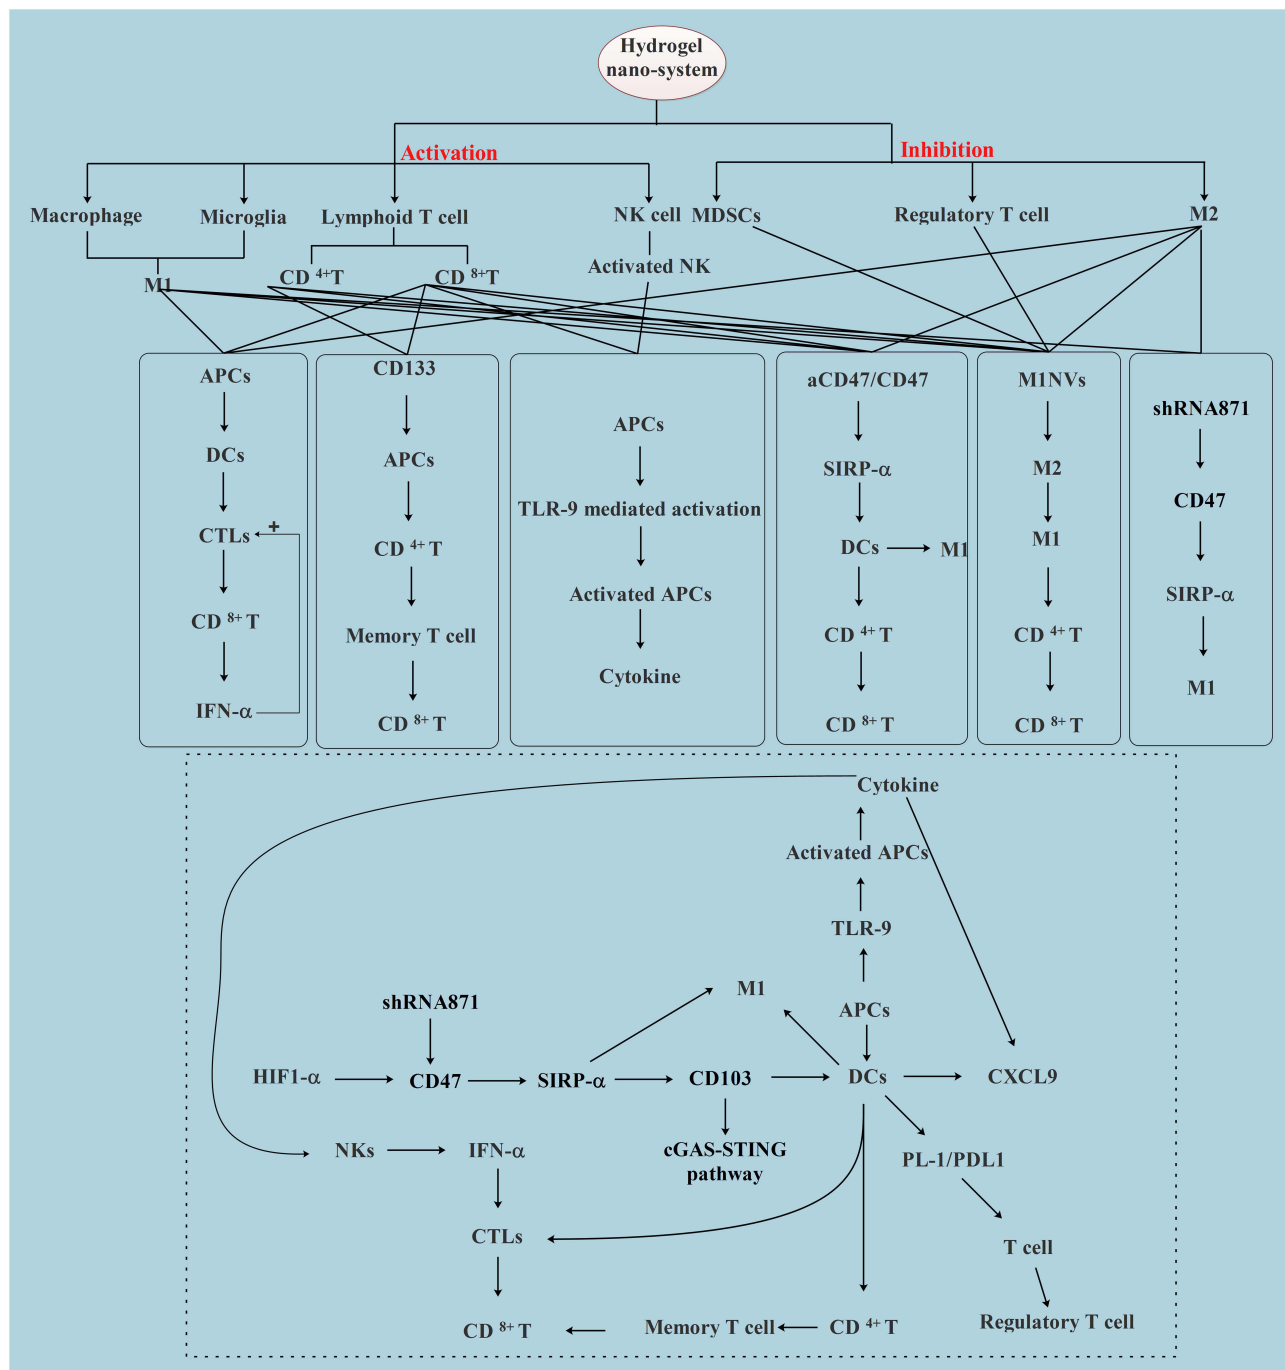 Hydrogel
nano-system
Activation
Inhibition
Macrophage
Microglia
Lymphoid T cell
NK cell
MDSCs
Regulatory T cell
M2
M1
CD 4+T
CD 8+T
Activated NK
APCs
DCs
CTLs
+
CD 8+ T
IFN-α
CD133
APCs
CD 4+ T
Memory T cell
CD 8+ T
APCs
TLR-9 mediated activation
Activated APCs
Cytokine
aCD47/CD47
SIRP-α
DCs
M1
CD 4+ T
CD 8+ T
M1NVs
M2
M1
CD 4+ T
CD 8+ T
shRNA871
CD47
SIRP-α
M1
Cytokine
Activated APCs
TLR-9
APCs
M1
shRNA871
HIF1-α
CD47
SIRP-α
CD103
DCs
CXCL9
NKs
IFN-α
cGAS-STING
pathway
PL-1/PDL1
CTLs
T cell
CD 8+ T
Memory T cell
CD 4+ T
Regulatory T cell